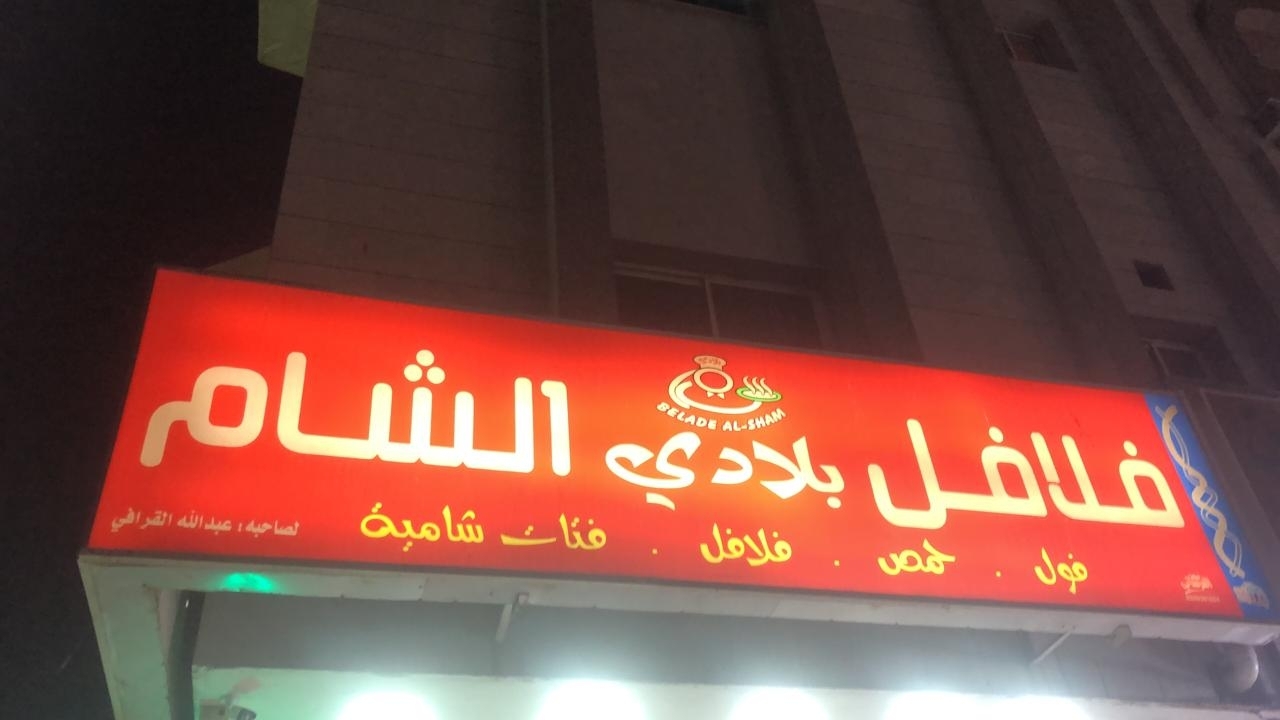 BELADE AL-SHAM
فلافل بلادي الشام
فول . حمص . فلافل . فتات شامية
لصاحبه : عبدالله القرافي